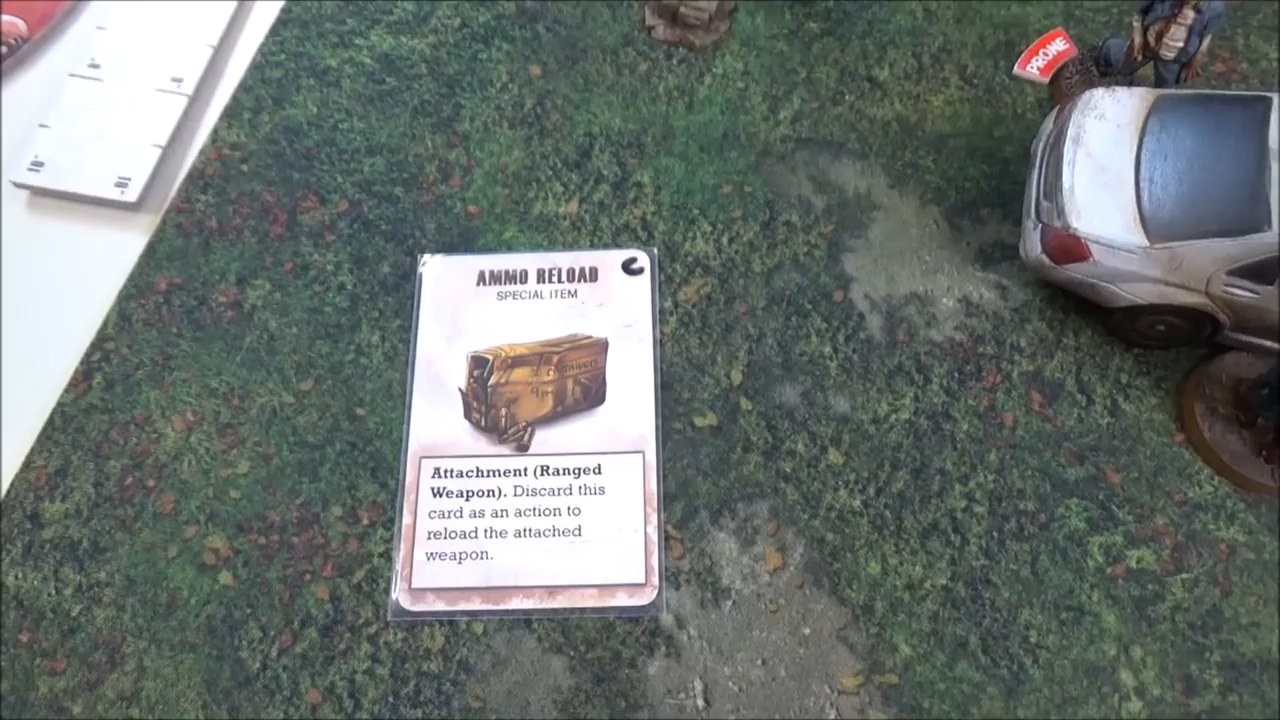 PRONE
AMMO RELOAD
SPECIAL ITEM
Attachment (Ranged
Weapon). Discard this
card as an action to
reload the attached
weapon.